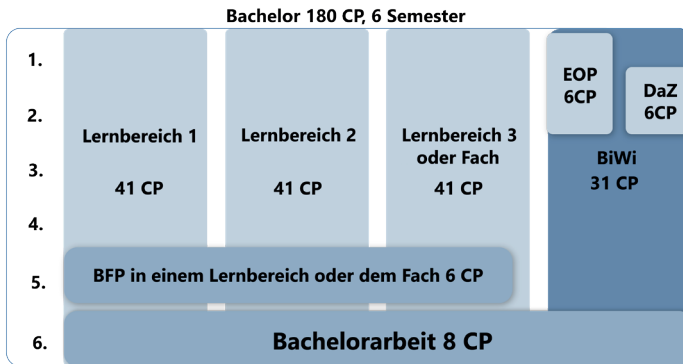 Bachelor 180 CP, 6 Semester
1.
2.
3.
4.
5.
6.
Lernbereich 1
41 CP
Lernbereich 2
41 CP
Lernbereich 3
oder Fach
41 CP
EOP
6CP
DaZ
6CP
BiWi
31 CP
BFP in einem Lernbereich oder dem Fach 6 CP
Bachelorarbeit 8 CP